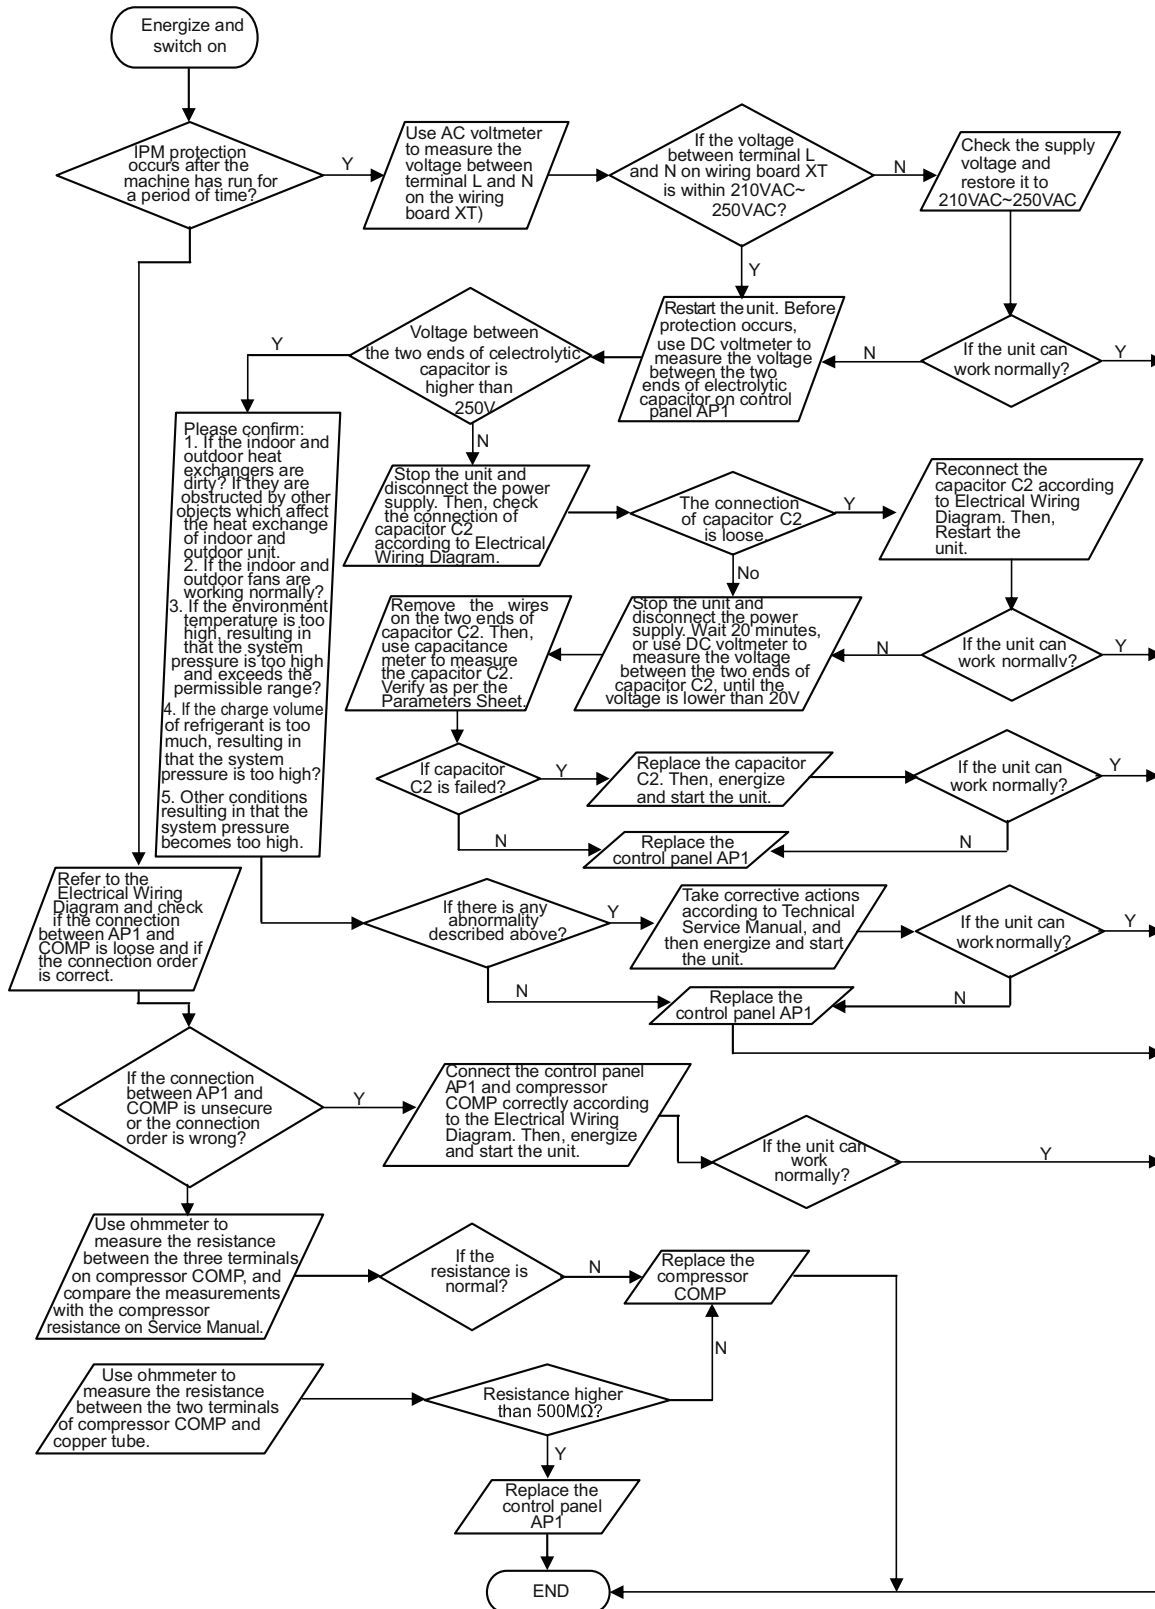 Energize and
switch on
IPM protection
occurs after the
machine has run for
a period of time?
Y
Use AC voltmeter
to measure the
voltage between
terminal L and N
on the wiring
board XT)
If the voltage
between terminal L
and N on wiring board XT
is within 210VAC~
250VAC?
N
Check the supply
voltage and
restore it to
210VAC~250VAC
Y
Restart the unit. Before
protection occurs,
use DC voltmeter to
measure the voltage
between the two
ends of electrolytic
capacitor on control
panel AP1
N
If the unit can
work normally?
Y
Voltage between
the two ends of celectrolytic
capacitor is
higher than
250V
Y
N
Please confirm:
1. If the indoor and
outdoor heat
exchangers are
dirty? If they are
obstructed by other
objects which affect
the heat exchange
of indoor and
outdoor unit.
2. If the indoor and
outdoor fans are
working normally?
3. If the environment
temperature is too
high, resulting in
that the system
pressure is too high
and exceeds the
permissible range?
4. If the charge volume
of refrigerant is too
much, resulting in
that the system
pressure is too high?
5. Other conditions
resulting in that the
system pressure
becomes too high.
Stop the unit and
disconnect the power
supply. Then, check
the connection of
capacitor C2
according to Electrical
Wiring Diagram.
The connection
of capacitor C2
is loose.
Y
Reconnect the
capacitor C2 according
to Electrical Wiring
Diagram. Then,
Restart the
unit.
No
Remove the wires
on the two ends of
capacitor C2. Then,
use capacitance
meter to measure
the capacitor C2.
Verify as per the
Parameters Sheet.
Stop the unit and
disconnect the power
supply. Wait 20 minutes,
or use DC voltmeter to
measure the voltage
between the two ends of
capacitor C2, until the
voltage is lower than 20V
N
If the unit can
work normally?
Y
If capacitor
C2 is failed?
Y
Replace the capacitor
C2. Then, energize
and start the unit.
If the unit can
work normally?
Y
N
Replace the
control panel AP1
N
Refer to the
Electrical Wiring
Diagram and check
if the connection
between AP1 and
COMP is loose and if
the connection order
is correct.
If there is any
abnormality
described above?
Y
Take corrective actions
according to Technical
Service Manual, and
then energize and start
the unit.
If the unit can
work normally?
Y
N
Replace the
control panel AP1
N
If the connection
between AP1 and
COMP is unsecure
or the connection
order is wrong?
Y
Connect the control panel
AP1 and compressor
COMP correctly according
to the Electrical Wiring
Diagram. Then, energize
and start the unit.
If the unit can
work
normally?
Y
Use ohmmeter to
measure the resistance
between the three terminals
on compressor COMP, and
compare the measurements
with the compressor
resistance on Service Manual.
If the
resistance is
normal?
N
Replace the
compressor
COMP
N
Use ohmmeter to
measure the resistance
between the two terminals
of compressor COMP and
copper tube.
Resistance higher
than 500MΩ?
Y
Replace the
control panel
AP1
END